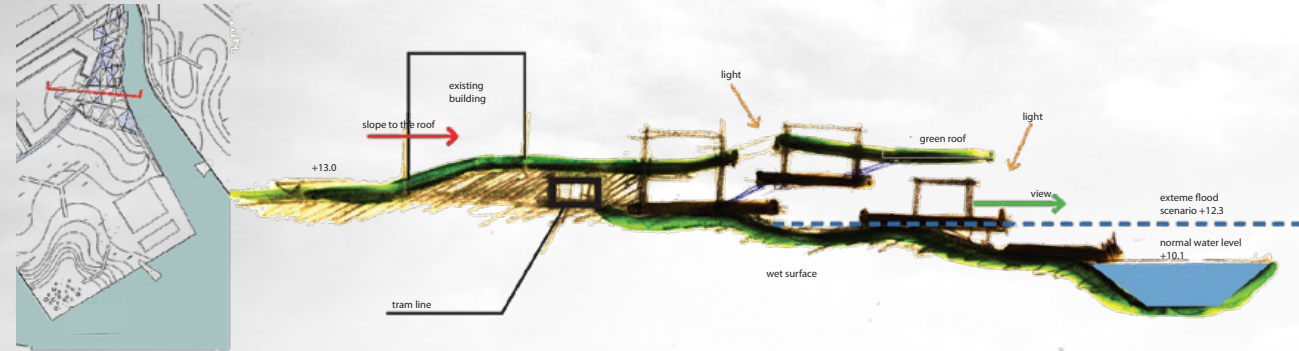 existing
building
slope to the roof
+13.0
tram line
light
green roof
light
view
wet surface
exteme flood
scenario +12.3
normal water level
+10.1